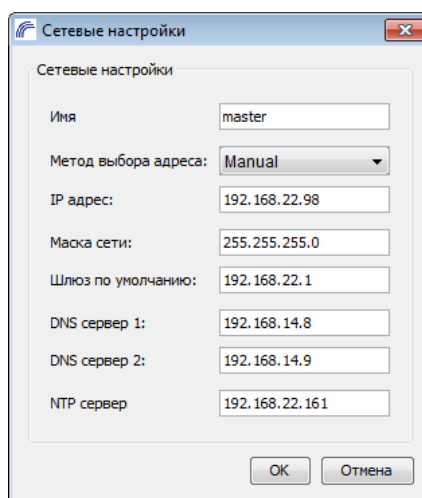 Сетевые настройки
Сетевые настройки
Имя master
Метод выбора адреса: Manual
IP адрес: 192.168.22.98
Маска сети: 255.255.255.0
Шлюз по умолчанию: 192.168.22.1
DNS сервер 1: 192.168.14.8
DNS сервер 2: 192.168.14.9
NTP сервер 192.168.22.161
OK Отмена